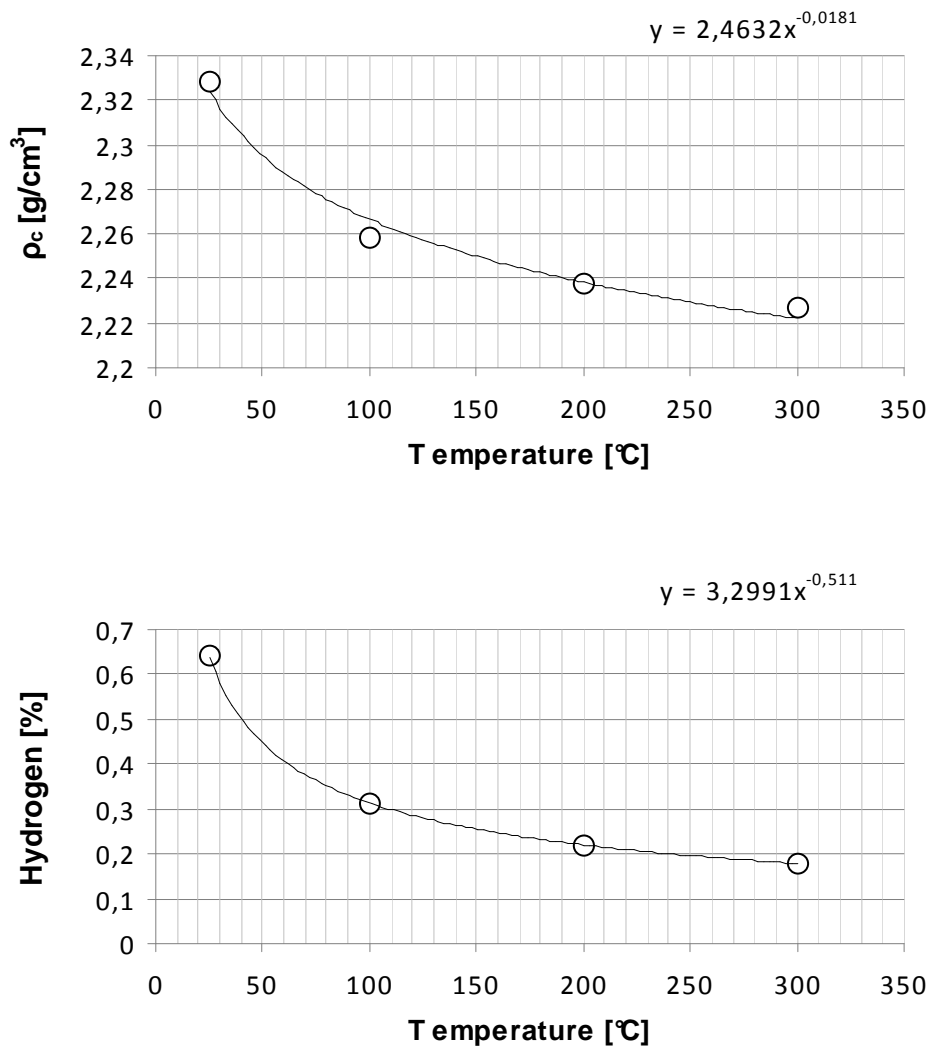 y = 2,4632x^-0,0181
2,34
2,32
2,3
2,28
2,26
2,24
2,22
2,2
ρc [g/cm³]
0 50 100 150 200 250 300 350
T emperature [°C]
y = 3,2991x^-0,511
0,7
0,6
0,5
0,4
0,3
0,2
0,1
0
Hydrogen [%]
0 50 100 150 200 250 300 350
T emperature [°C]